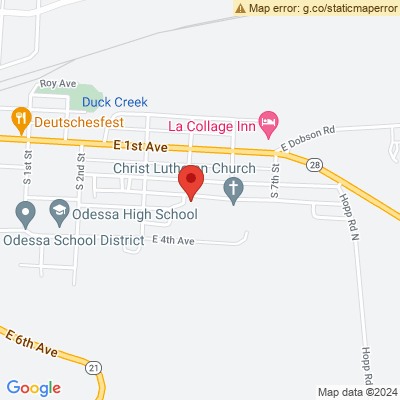 Map error: g.co/staticmaperror
Roy Ave
Duck Creek
Deutschesfest
La Collage Inn
E Dobson Rd
E 1st Ave
28
S 1st St
S 2nd St
Christ Lutheran Church
S 7th St
Hopp Rd N
Odessa High School
Odessa School District
E 4th Ave
E 6th Ave
21
Hopp Rd
Google
Map data ©2024